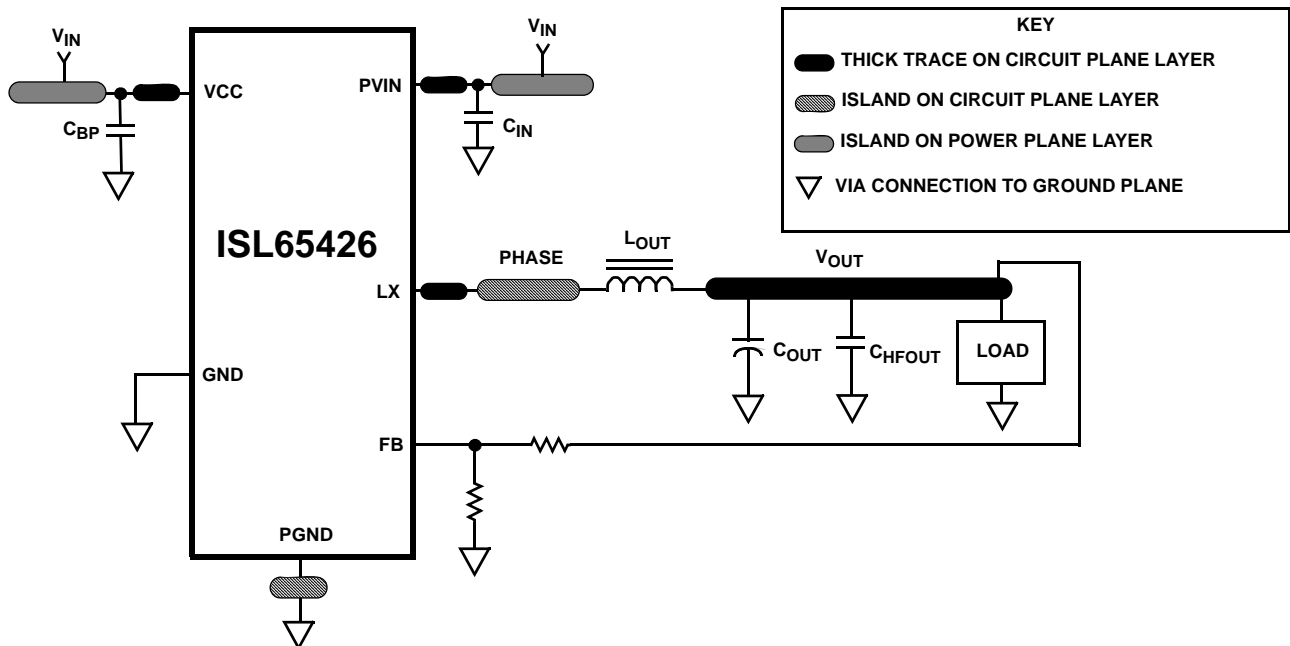 VIN
VCC
CBP
ISL65426
PVIN
VIN
CIN
KEY
THICK TRACE ON CIRCUIT PLANE LAYER
ISLAND ON CIRCUIT PLANE LAYER
ISLAND ON POWER PLANE LAYER
VIA CONNECTION TO GROUND PLANE
LX
PHASE
LOUT
VOUT
COUT
CHFOUT
LOAD
GND
FB
PGND